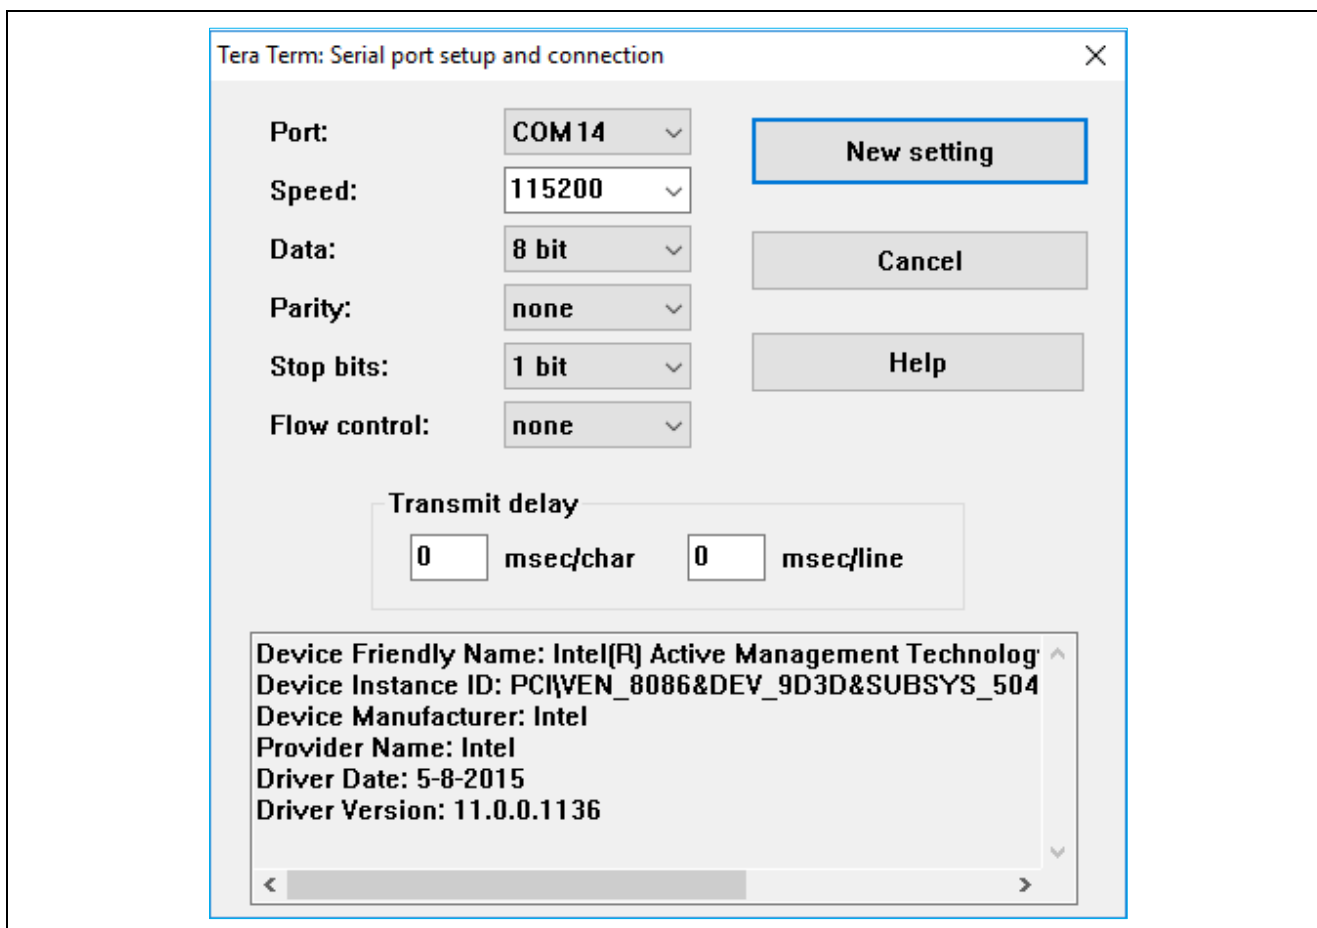 Tera Term: Serial port setup and connection
Port: COM14 New setting
Speed: 115200
Data: 8 bit Cancel
Parity: none
Stop bits: 1 bit Help
Flow control: none
Transmit delay
0 msec/char 0 msec/line
Device Friendly Name: Intel(R) Active Management Technolog
Device Instance ID: PCI\VEN_8086&DEV_9D3D&SUBSYS_504
Device Manufacturer: Intel
Provider Name: Intel
Driver Date: 5-8-2015
Driver Version: 11.0.0.1136